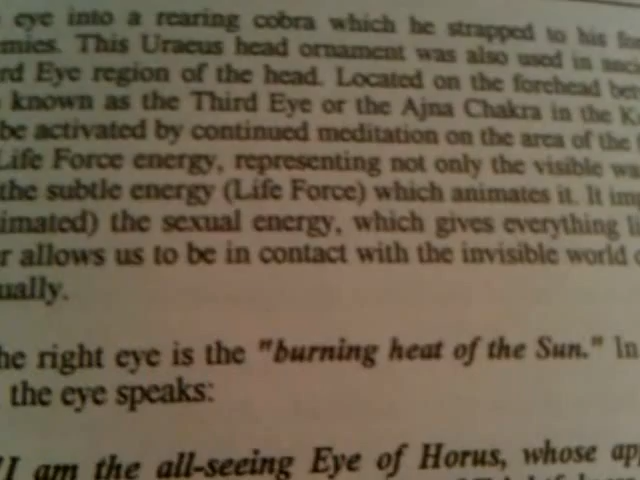 eye into a rearing cobra which he strapped to his
mies. This Uraeus head ornament was also used in
rd Eye region of the head. Located on the forehead
known as the Third Eye or the Ajna Chakra in the
be activated by continued meditation on the area of the
Life Force energy, representing not only the visible
the subtle energy (Life Force) which animates it. It
imated) the sexual energy, which gives everything
r allows us to be in contact with the invisible world
ually.
he right eye is the "burning heat of the Sun." In
the eye speaks:
"I am the all-seeing Eye of Horus, whose